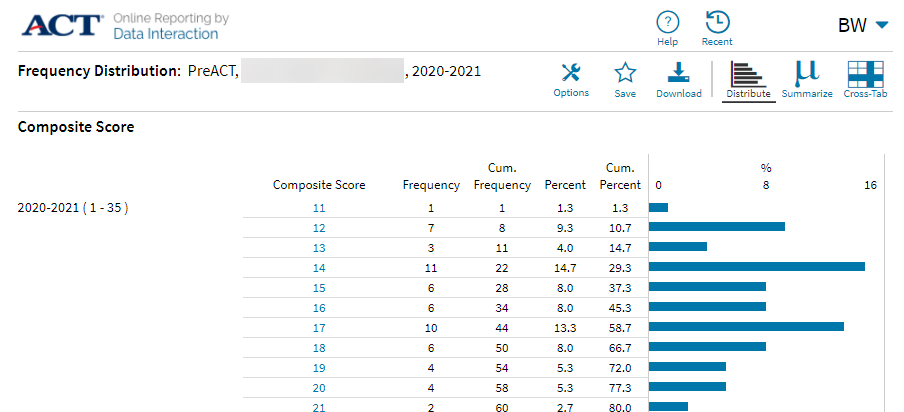 ACT® Online Reporting by
Data Interaction
Help Recent BW
Frequency Distribution: PreACT, , 2020-2021
Options Save Download Distribute Summarize Cross-Tab
Composite Score
Composite Score Frequency Cum. Frequency Percent Cum. Percent %
0 8 16
2020-2021 ( 1 - 35 ) 11 1 1 1.3 1.3
12 7 8 9.3 10.7
13 3 11 4.0 14.7
14 11 22 14.7 29.3
15 6 28 8.0 37.3
16 6 34 8.0 45.3
17 10 44 13.3 58.7
18 6 50 8.0 66.7
19 4 54 5.3 72.0
20 4 58 5.3 77.3
21 2 60 2.7 80.0